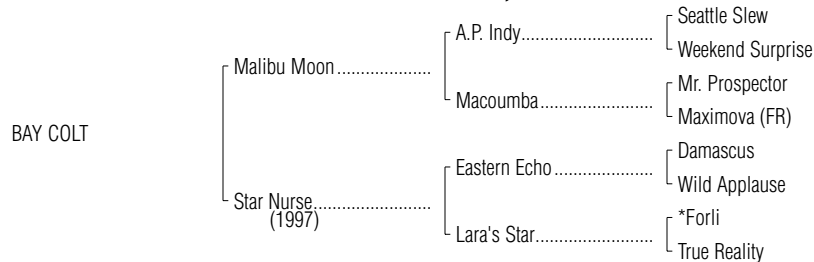 Seattle Slew
A.P. Indy
Weekend Surprise
Malibu Moon
Mr. Prospector
Macoumba
Maximova (FR)
BAY COLT
Damascus
Eastern Echo
Wild Applause
Star Nurse
(1997)
*Forli
Lara's Star
True Reality